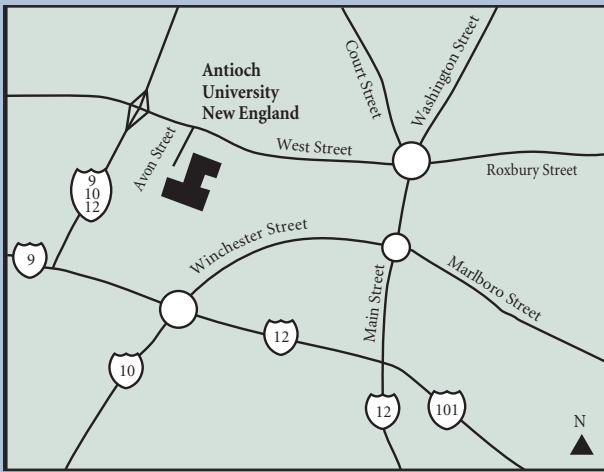 Court Street
Washington Street
Antioch
University
New England
Avon Street
West Street
Roxbury Street
9
10
12
Winchester Street
9
Marlboro Street
Main Street
12
10
12
101
N